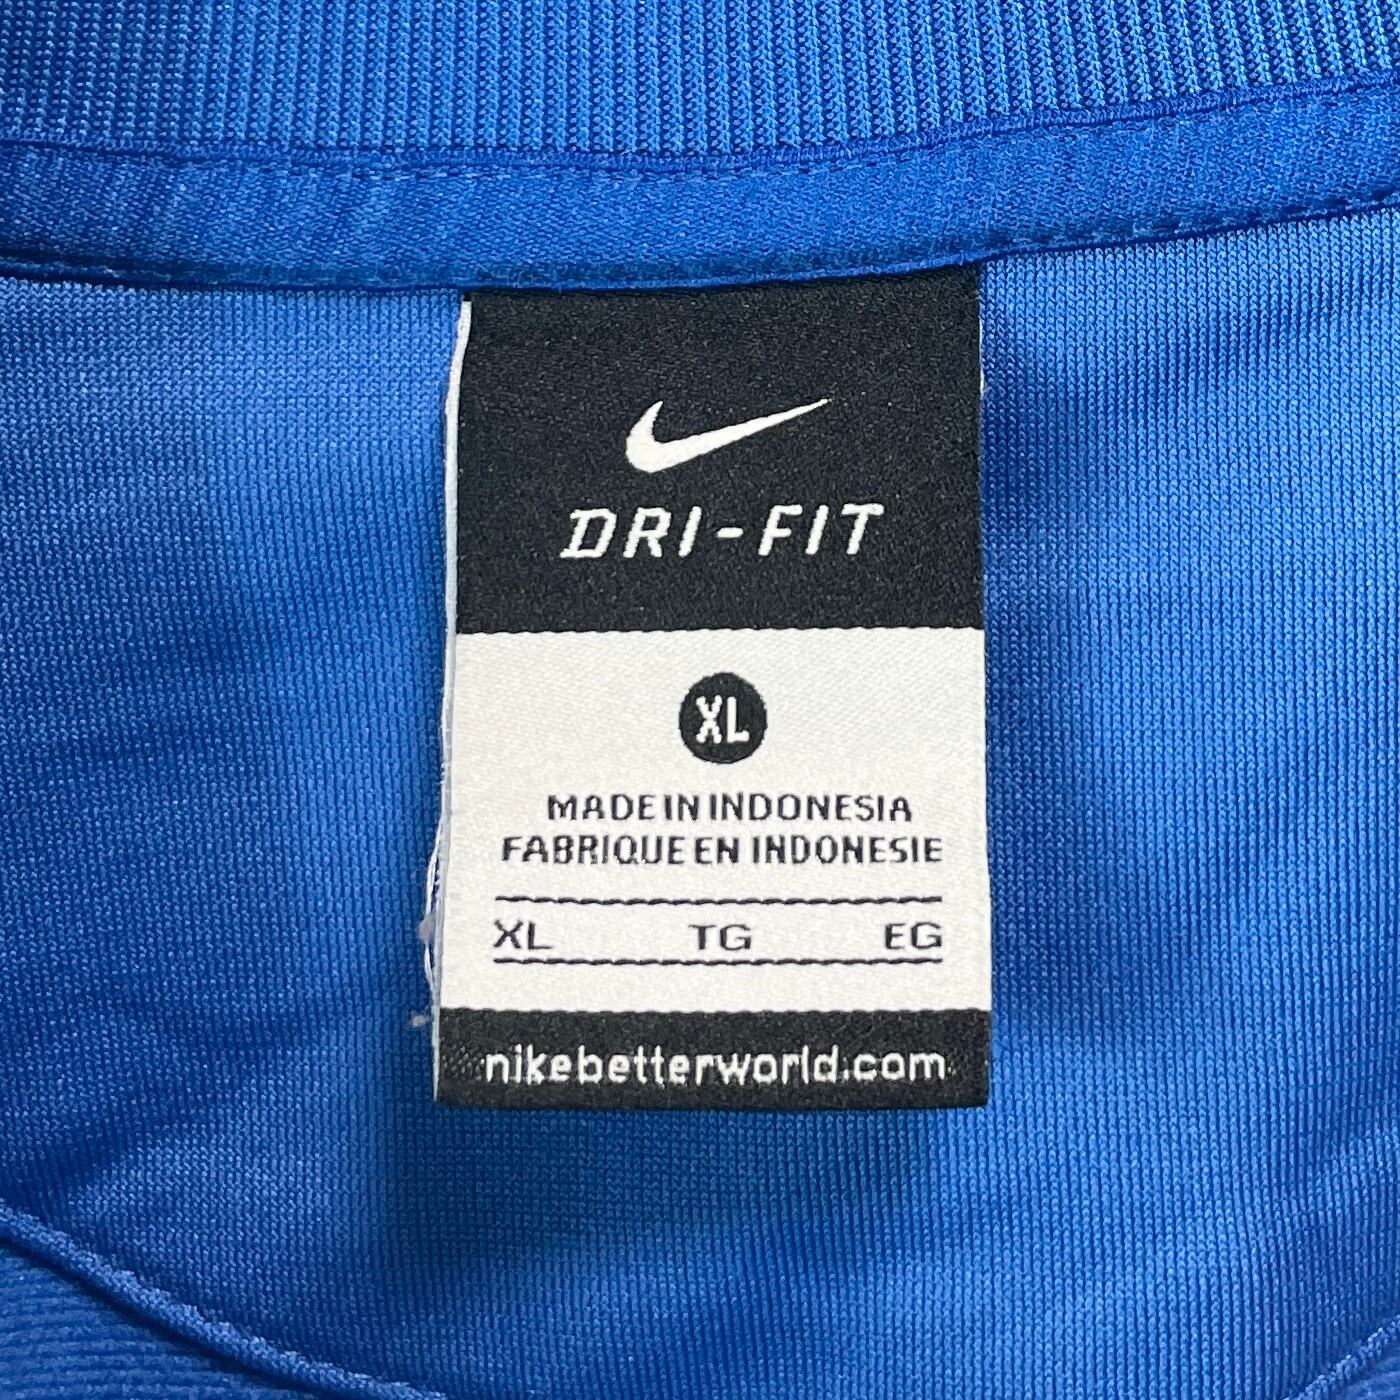 DRI-FIT
XL
MADE IN INDONESIA
FABRIQUE EN INDONESIE
XL TG EG
nikebetterworld.com